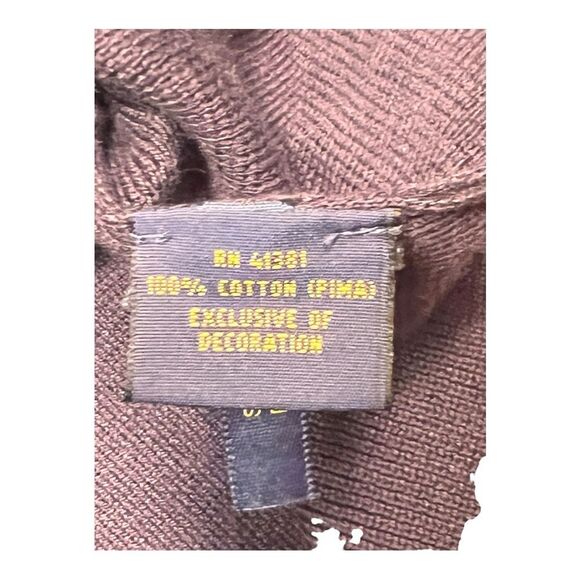 RN 41381
100% COTTON (PIMA)
EXCLUSIVE OF
DECORATION